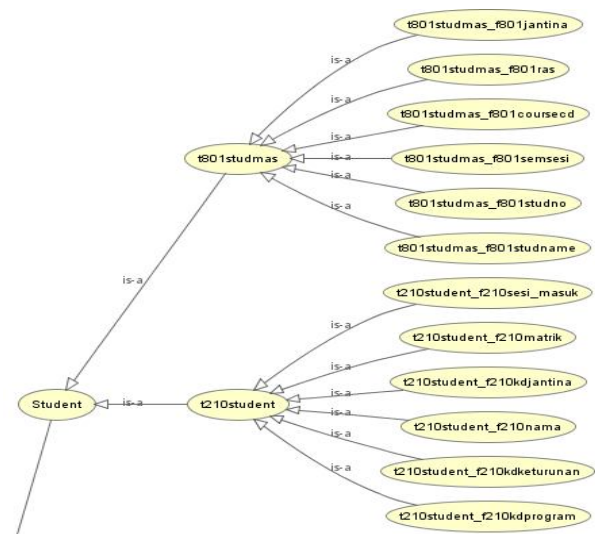 t801studmas_f801jantina
is-a
t801studmas_f801ras
is-a
t801studmas_f801coursecd
is-a
t801studmas
is-a
t801studmas_f801semsesi
is-a
t801studmas_f801studno
is-a
t801studmas_f801studname
is-a
t210student_f210sesi_masuk
is-a
t210student_f210matrik
is-a
t210student_f210kdjantina
is-a
Student
is-a
t210student
is-a
t210student_f210nama
is-a
t210student_f210kdketurunan
is-a
t210student_f210kdprogram